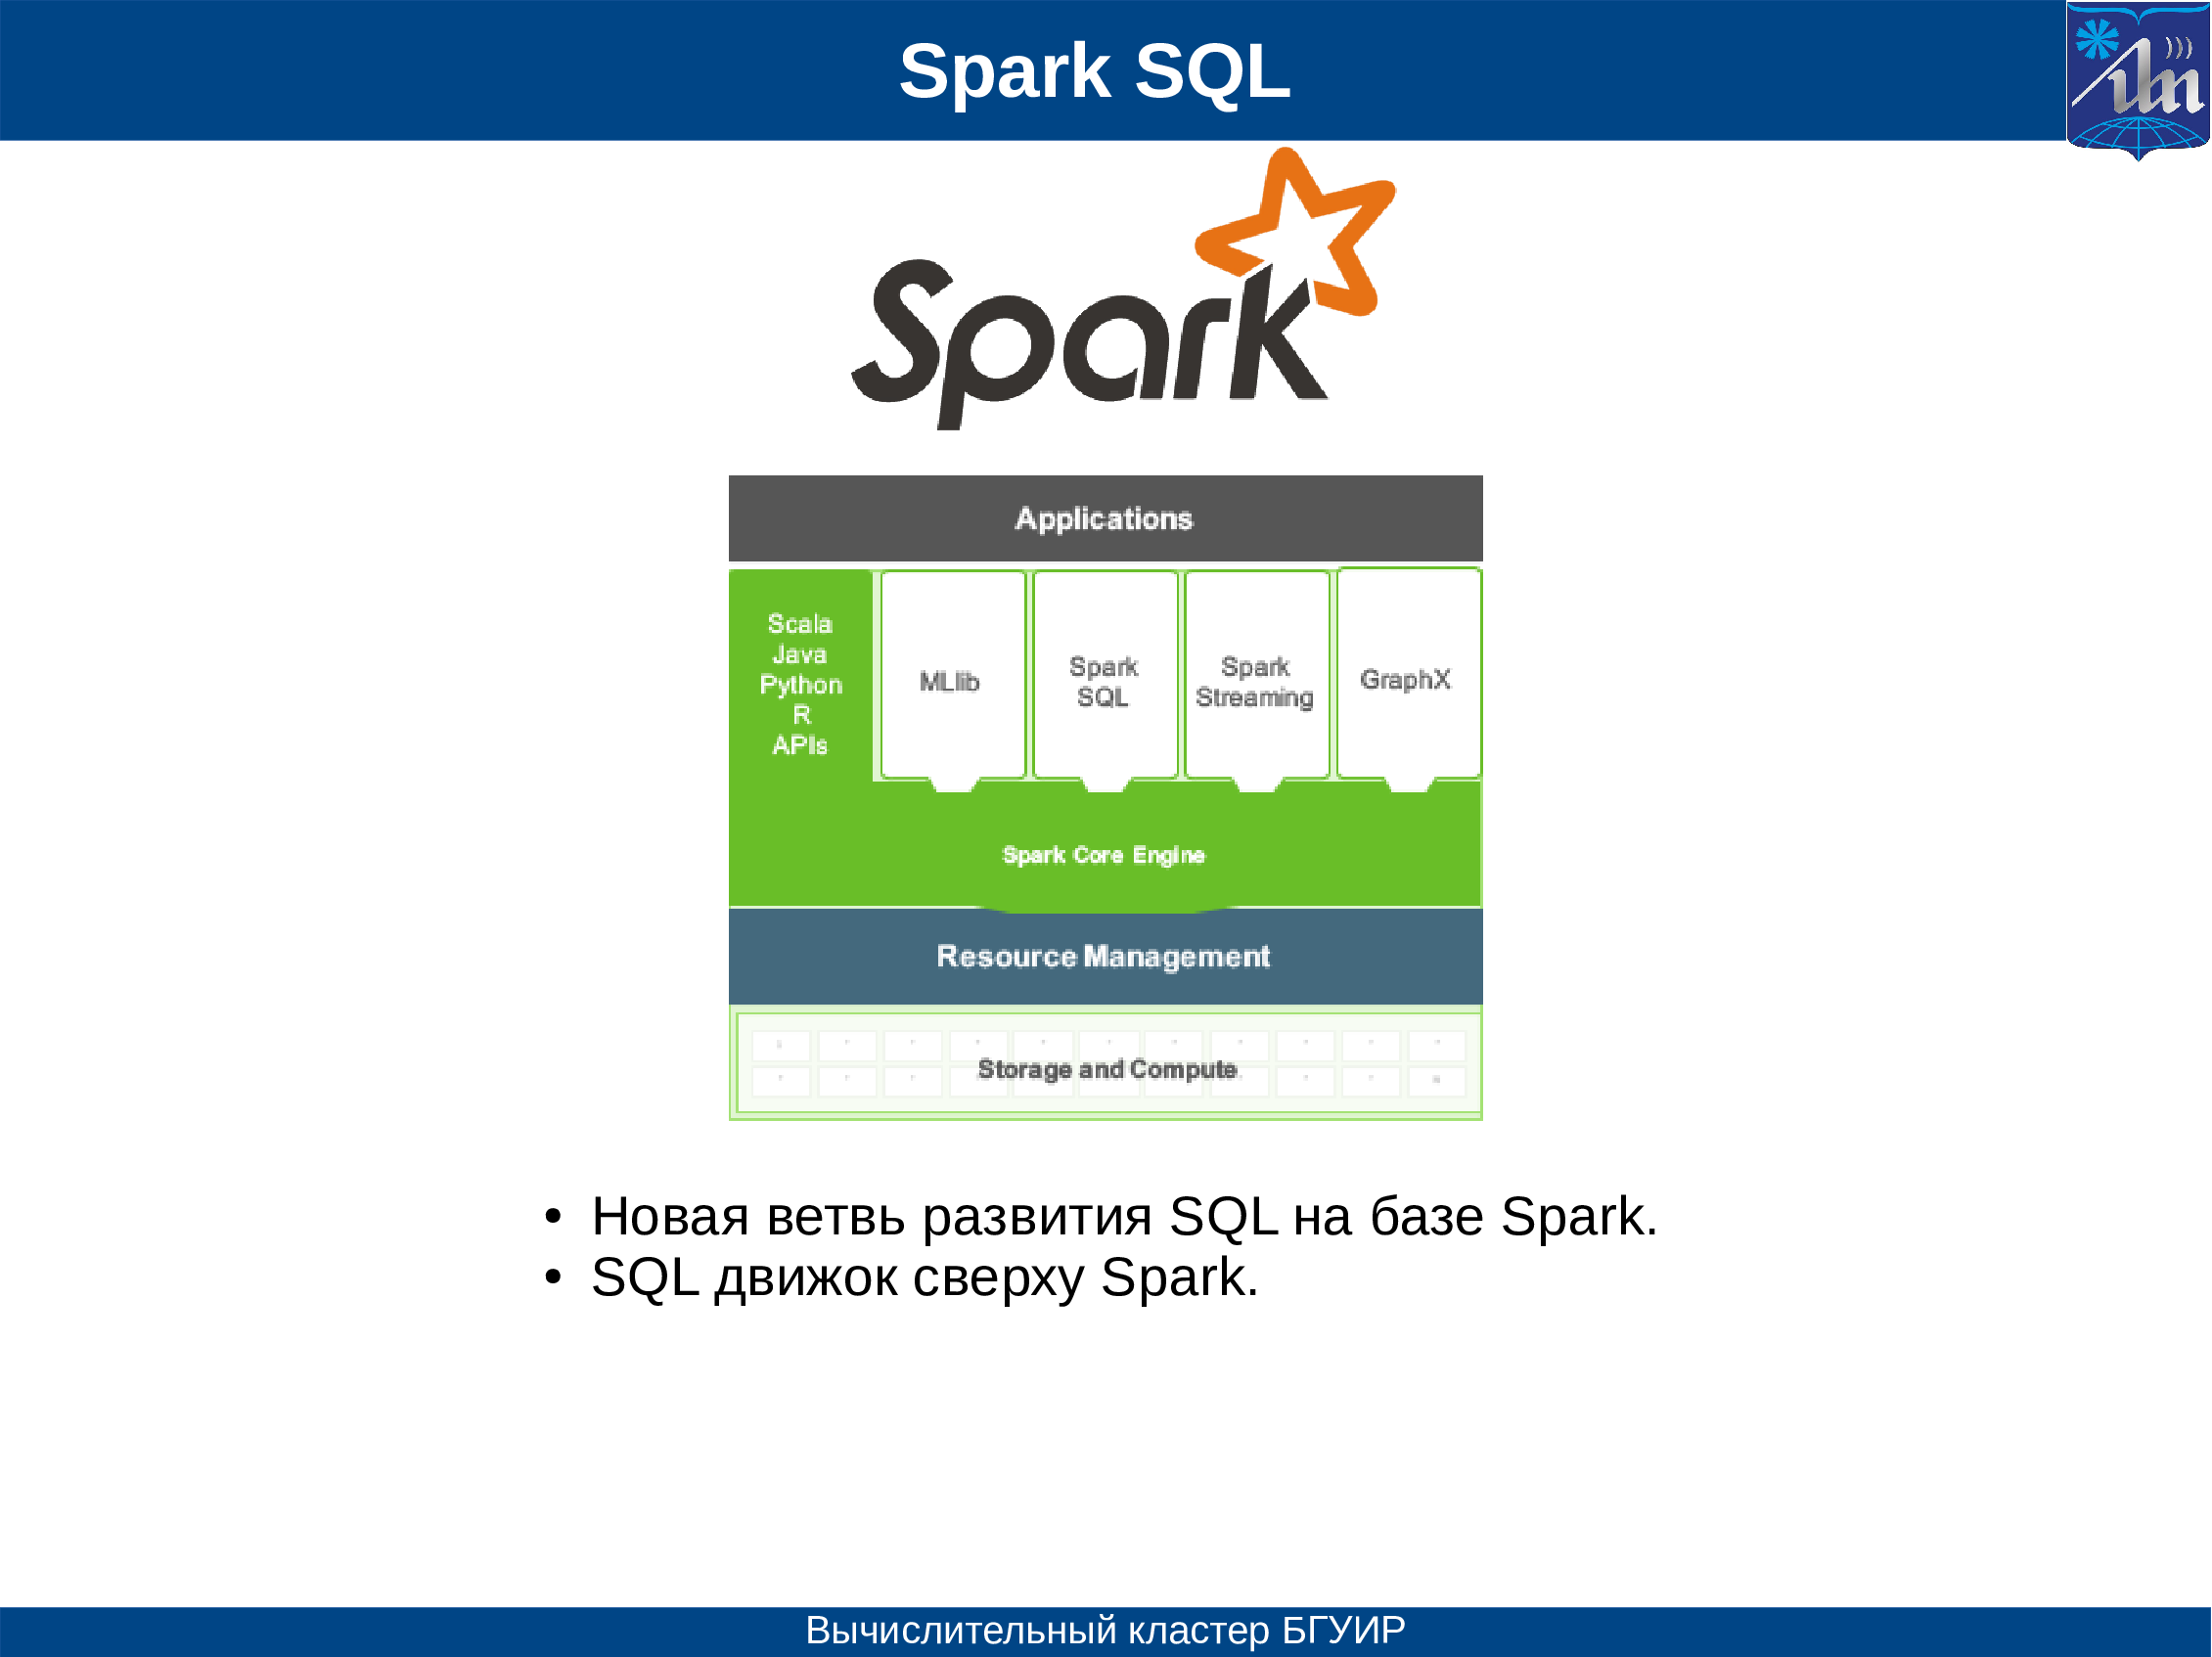 Spark SQL
Spark
Applications
Scala
Java
Python
R
APIs
MLlib
Spark
SQL
Spark
Streaming
GraphX
Spark Core Engine
Resource Management
Storage and Compute
• Новая ветвь развития SQL на базе Spark.
• SQL движок сверху Spark.
Вычислительный кластер БГУИР